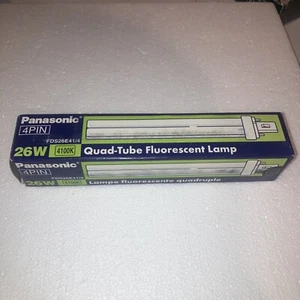 Panasonic
4PIN
FDS26E41/4
26W 4100K Quad-Tube Fluorescent Lamp
Panasonic
4PIN
26W Lampe fluorescente quadruple